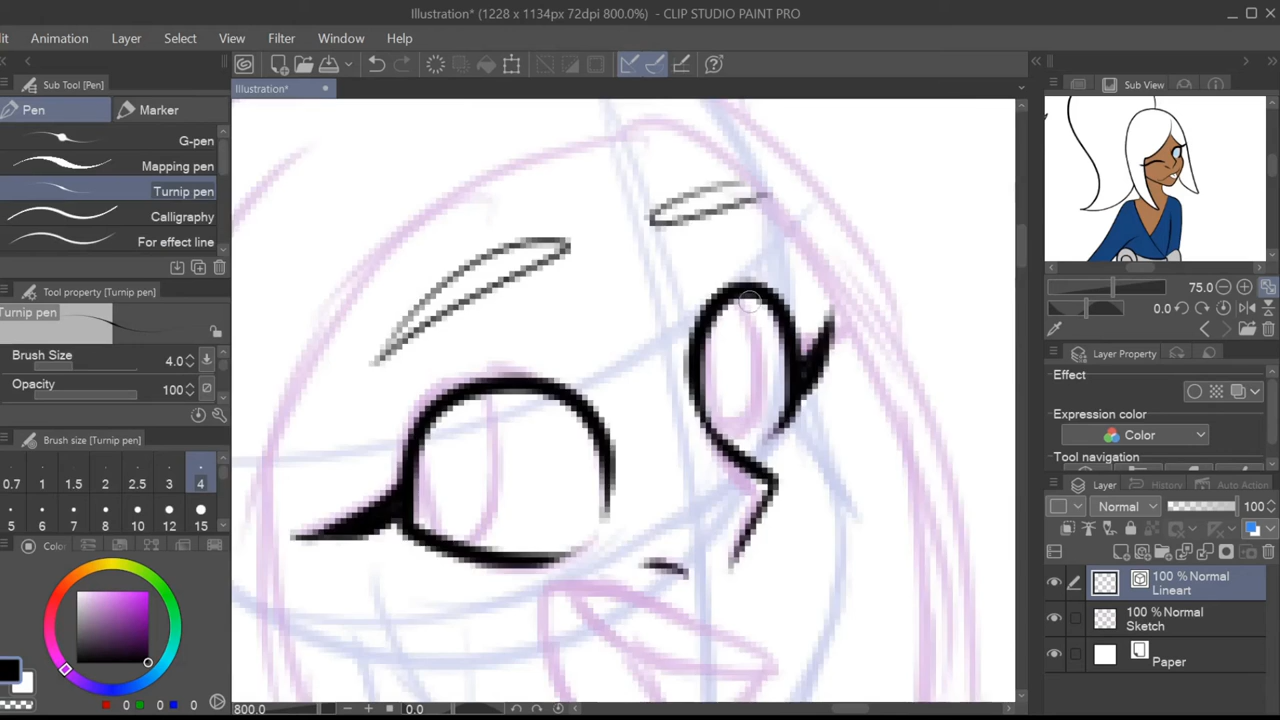 Illustration* (1228 x 1134px 72dpi 800.0%) - CLIP STUDIO PAINT PRO
it Animation Layer Select View Filter Window Help
Sub Tool [Pen]
Illustration*
Sub View
Pen Marker
G-pen
Mapping pen
Turnip pen
Calligraphy
For effect line
Tool property [Turnip pen]
Turnip pen
Brush Size 4.0
Opacity 100
Brush size [Turnip pen]
0.7 1 1.5 2 2.5 3 4
5 6 8 10 12 15
Color
0 0 0
800.0 0.0
75.0
0.0
Layer Property
Effect
Expression color
Color
Tool navigation
Layer History Auto Action
Normal 100
100 % Normal
Lineart
100 % Normal
Sketch
Paper